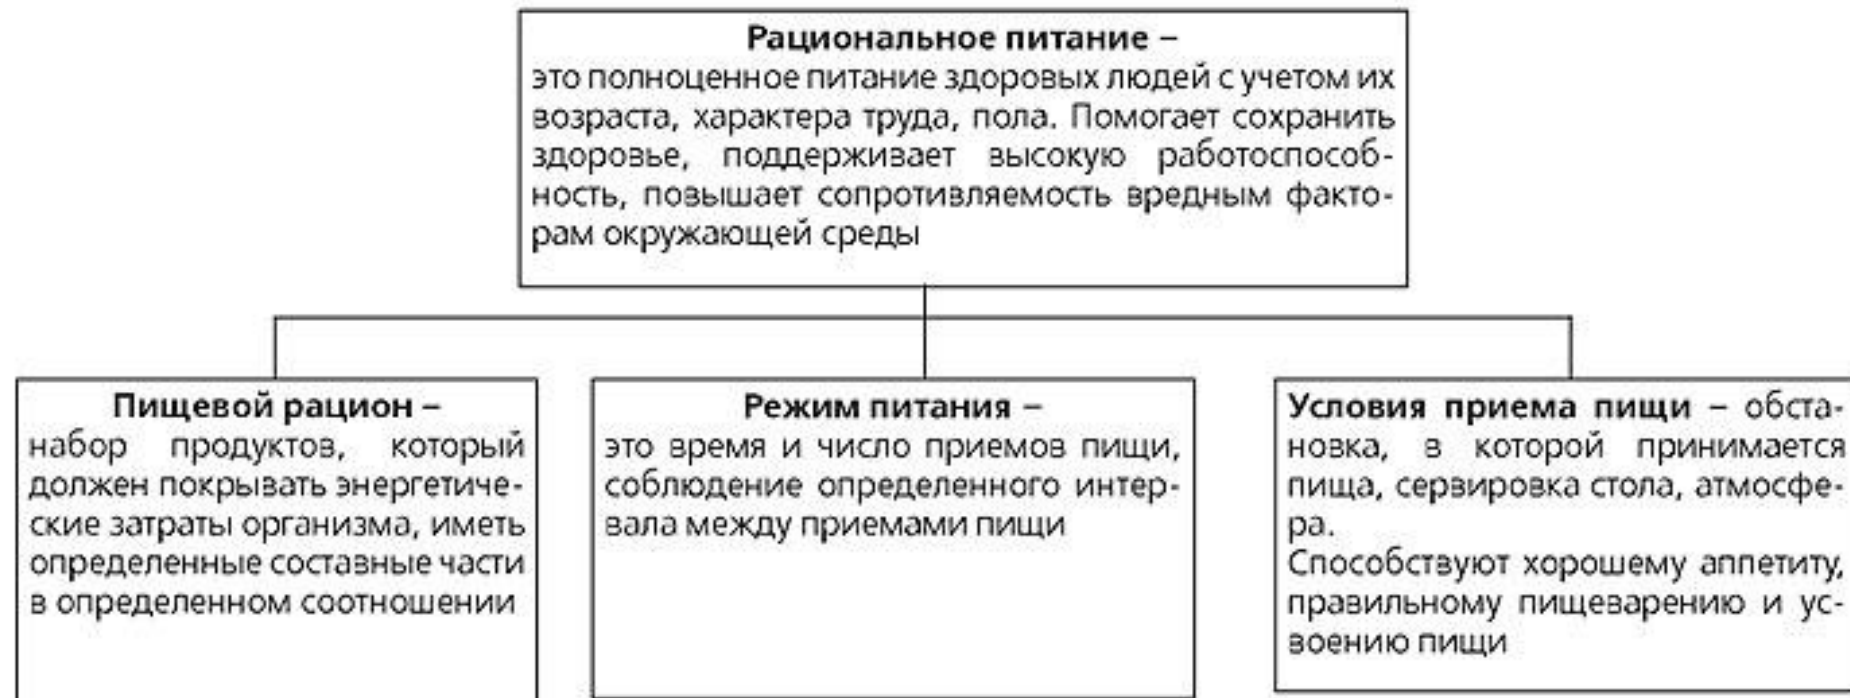 Рациональное питание –
это полноценное питание здоровых людей с учетом их
возраста, характера труда, пола. Помогает сохранить
здоровье, поддерживает высокую работоспособ-
ность, повышает сопротивляемость вредным факто-
рам окружающей среды
Пищевой рацион –
набор продуктов, который
должен покрывать энергетиче-
ские затраты организма, иметь
определенные составные части
в определенном соотношении
Режим питания –
это время и число приемов пищи,
соблюдение определенного интер-
вала между приемами пищи
Условия приема пищи – обста-
новка, в которой принимается
пища, сервировка стола, атмосфе-
ра.
Способствуют хорошему аппетиту,
правильному пищеварению и ус-
воению пищи